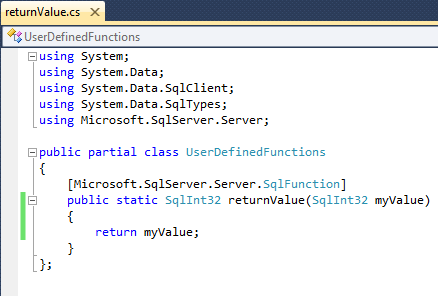 returnValue.cs
UserDefinedFunctions
using System;
using System.Data;
using System.Data.SqlClient;
using System.Data.SqlTypes;
using Microsoft.SqlServer.Server;
public partial class UserDefinedFunctions
{
[Microsoft.SqlServer.Server.SqlFunction]
public static SqlInt32 returnValue(SqlInt32 myValue)
{
return myValue;
}
};